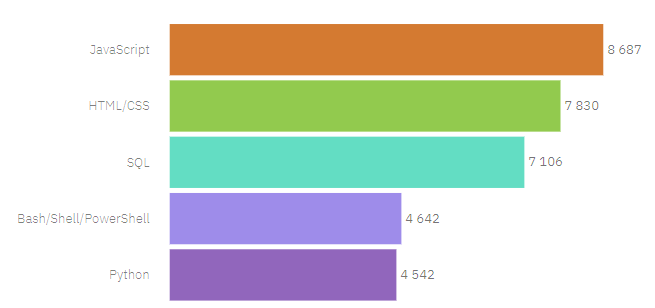 JavaScript 8 687
HTML/CSS 7 830
SQL 7 106
Bash/Shell/PowerShell 4 642
Python 4 542